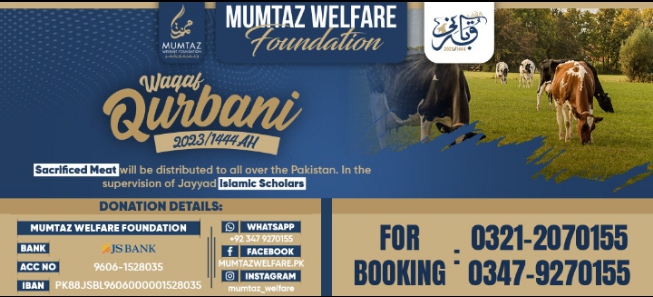 MUMTAZ
WELFARE FOUNDATION
MUMTAZ WELFARE
Foundation
Waqaf
Qurbani
2023/1444 AH
Sacrificed Meat will be distributed to all over the Pakistan. In the
supervision of Jayyad Islamic Scholars
DONATION DETAILS:
MUMTAZ WELFARE FOUNDATION
BANK JS BANK
ACC NO 9606-1528035
IBAN PK88JSBL9606000001528035
WHATSAPP
+92 347 9270155
FACEBOOK
MUMTAZWELFARE.PK
INSTAGRAM
mumtaz_welfare
FOR BOOKING : 0321-2070155
0347-9270155